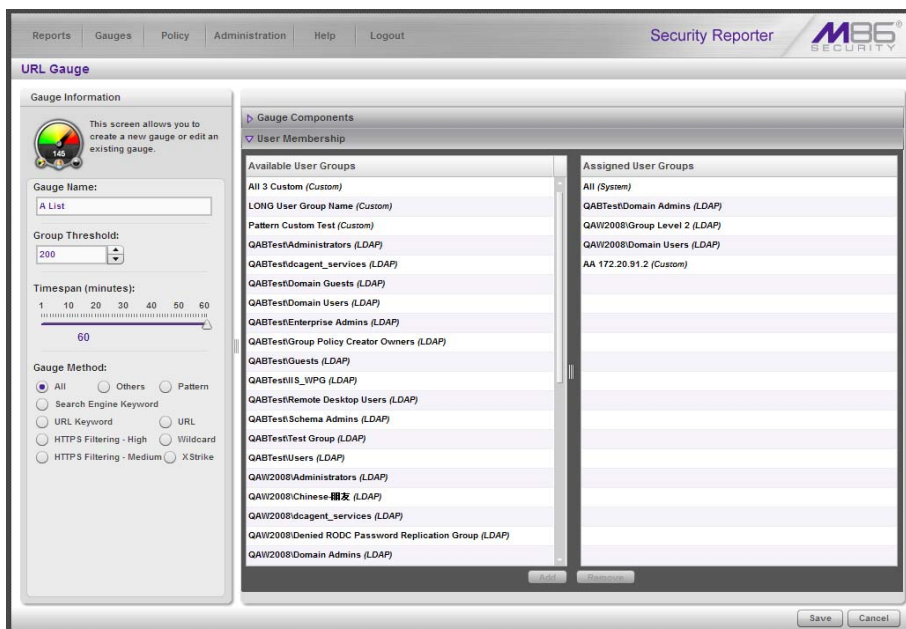 Reports Gauges Policy Administration Help Logout Security Reporter M86 SECURITY®
URL Gauge
Gauge Information
This screen allows you to
create a new gauge or edit an
existing gauge.
145
Gauge Name:
A List
Group Threshold:
200
Timespan (minutes):
1 10 20 30 40 50 60
60
Gauge Method:
All Others Pattern
Search Engine Keyword
URL Keyword URL
HTTPS Filtering - High Wildcard
HTTPS Filtering - Medium XStrike
Gauge Components
User Membership
Available User Groups
All 3 Custom (Custom)
LONG User Group Name (Custom)
Pattern Custom Test (Custom)
QABTest\Administrators (LDAP)
QABTest\dcagent_services (LDAP)
QABTest\Domain Guests (LDAP)
QABTest\Domain Users (LDAP)
QABTest\Enterprise Admins (LDAP)
QABTest\Group Policy Creator Owners (LDAP)
QABTest\Guests (LDAP)
QABTest\IIS_WPG (LDAP)
QABTest\Remote Desktop Users (LDAP)
QABTest\Schema Admins (LDAP)
QABTest\Test Group (LDAP)
QABTest\Users (LDAP)
QAW2008\Administrators (LDAP)
QAW2008\Chinese-朋友 (LDAP)
QAW2008\dcagent_services (LDAP)
QAW2008\Denied RODC Password Replication Group (LDAP)
QAW2008\Domain Admins (LDAP)
Add
Assigned User Groups
All (System)
QABTest\Domain Admins (LDAP)
QAW2008\Group Level 2 (LDAP)
QAW2008\Domain Users (LDAP)
AA 172.20.91.2 (Custom)
Remove
Save Cancel